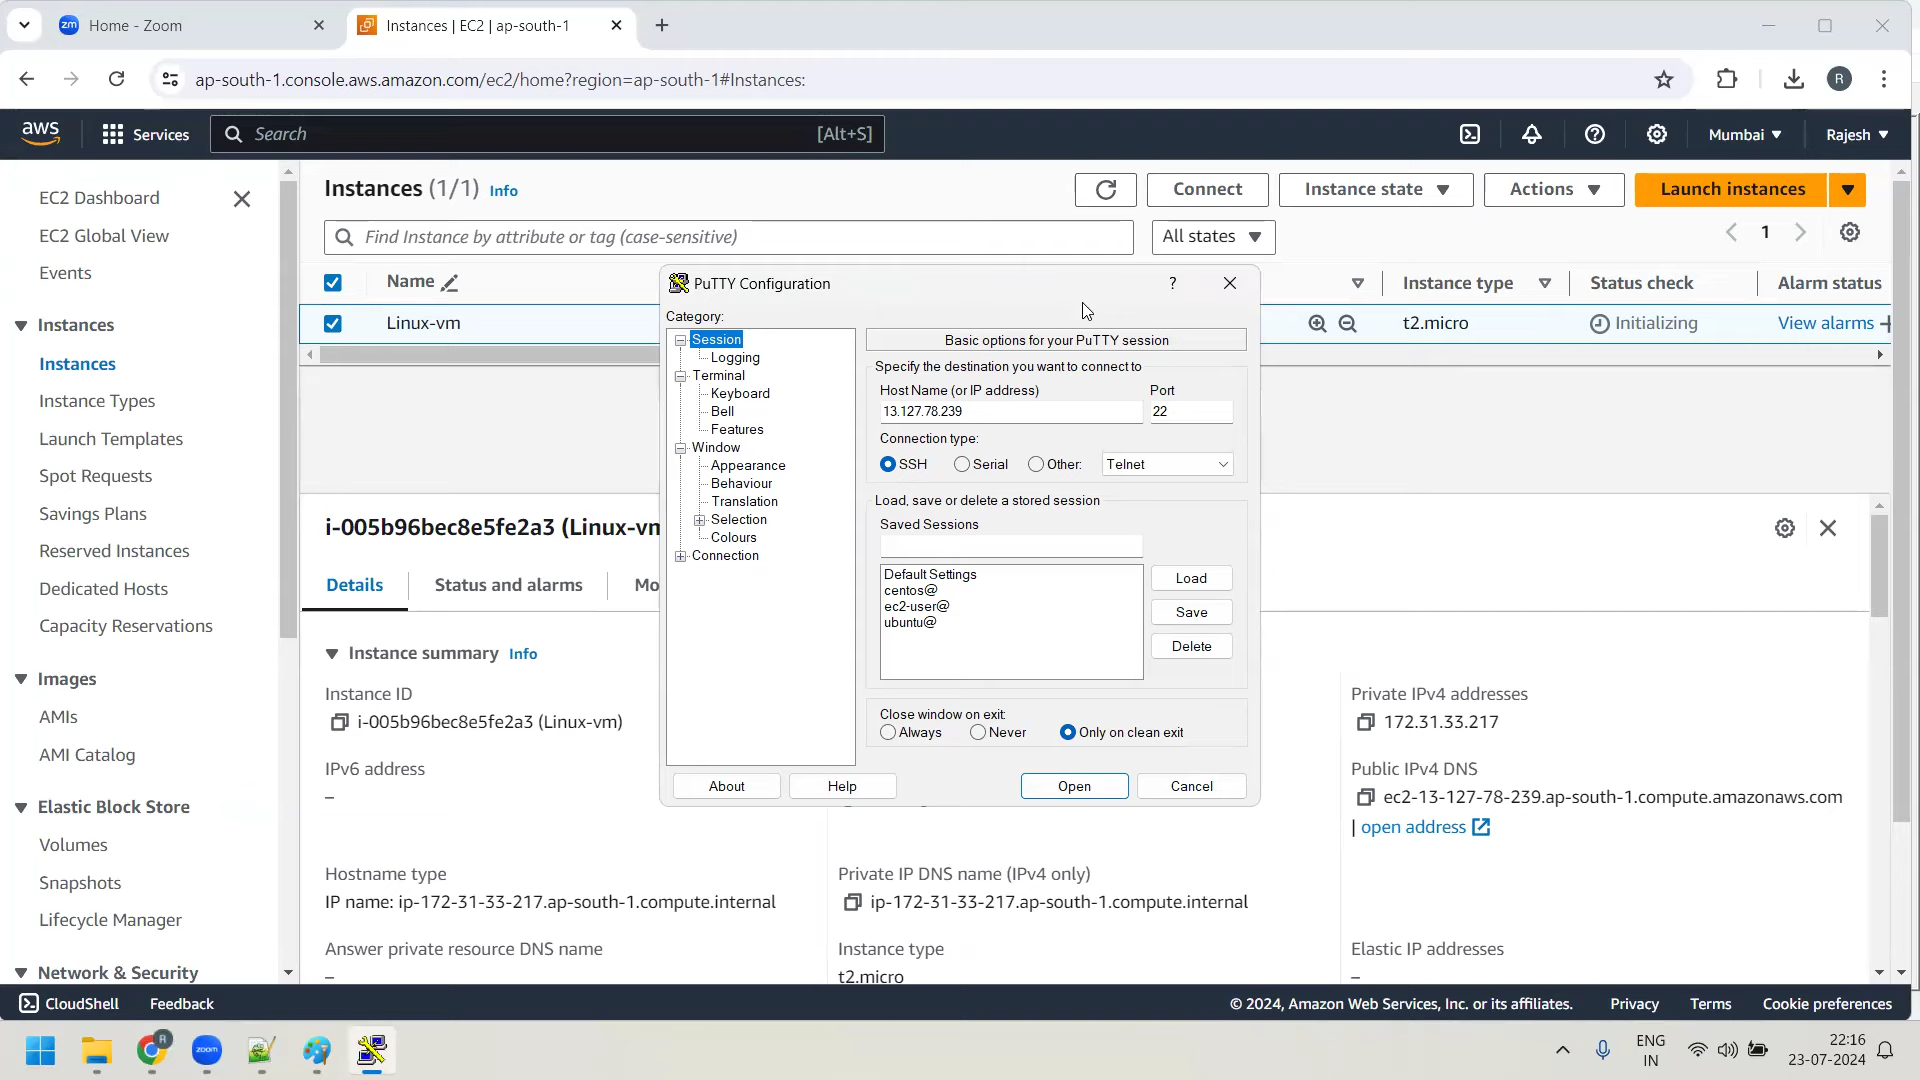 Home - Zoom
Instances | EC2 | ap-south-1
ap-south-1.console.aws.amazon.com/ec2/home?region=ap-south-1#Instances:
R
aws
Services
Search
[Alt+S]
Mumbai
Rajesh
EC2 Dashboard
EC2 Global View
Events
Instances
Instances
Instance Types
Launch Templates
Spot Requests
Savings Plans
Reserved Instances
Dedicated Hosts
Capacity Reservations
Images
AMIs
AMI Catalog
Elastic Block Store
Volumes
Snapshots
Lifecycle Manager
Network & Security
Instances (1/1) Info
Connect
Instance state
Actions
Launch instances
Find Instance by attribute or tag (case-sensitive)
All states
1
Name
Instance type
Status check
Alarm status
Linux-vm
t2.micro
Initializing
View alarms
PuTTY Configuration
?
Category:
Session
Logging
Terminal
Keyboard
Bell
Features
Window
Appearance
Behaviour
Translation
Selection
Colours
Connection
Basic options for your PuTTY session
Specify the destination you want to connect to
Host Name (or IP address)
Port
13.127.78.239
22
Connection type:
SSH
Serial
Other:
Telnet
Load, save or delete a stored session
Saved Sessions
Default Settings
centos@
ec2-user@
ubuntu@
Load
Save
Delete
Close window on exit:
Always
Never
Only on clean exit
About
Help
Open
Cancel
i-005b96bec8e5fe2a3 (Linux-vm
Details
Status and alarms
Mo
Instance summary Info
Instance ID
i-005b96bec8e5fe2a3 (Linux-vm)
IPv6 address
–
Hostname type
IP name: ip-172-31-33-217.ap-south-1.compute.internal
Answer private resource DNS name
–
Private IP DNS name (IPv4 only)
ip-172-31-33-217.ap-south-1.compute.internal
Instance type
t2.micro
Private IPv4 addresses
172.31.33.217
Public IPv4 DNS
ec2-13-127-78-239.ap-south-1.compute.amazonaws.com
| open address
Elastic IP addresses
–
CloudShell
Feedback
© 2024, Amazon Web Services, Inc. or its affiliates.
Privacy
Terms
Cookie preferences
ENG
IN
22:16
23-07-2024